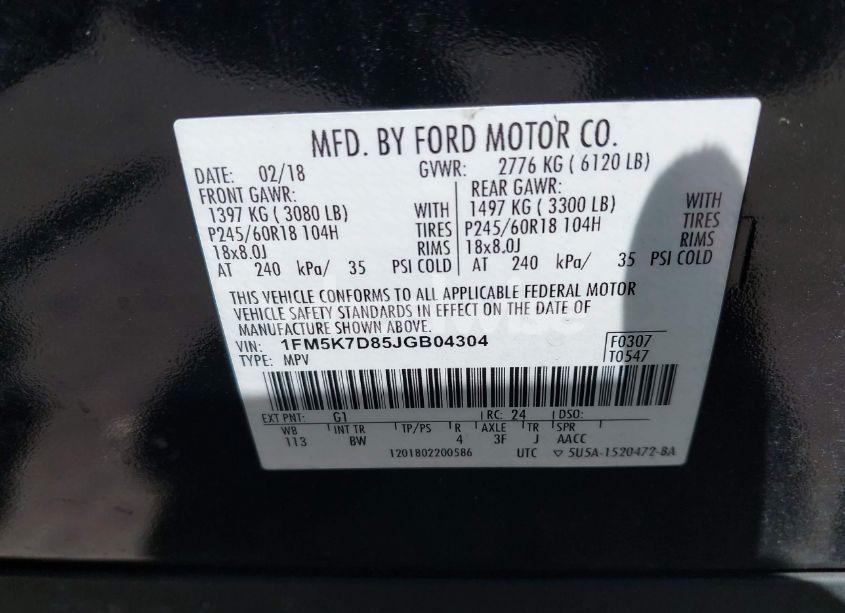 MFD. BY FORD MOTOR CO.
DATE: 02/18 GVWR: 2776 KG ( 6120 LB)
FRONT GAWR: REAR GAWR:
1397 KG ( 3080 LB) WITH 1497 KG ( 3300 LB) WITH
P245/60R18 104H TIRES P245/60R18 104H TIRES
18x8.0J RIMS 18x8.0J RIMS
AT 240 kPa/ 35 PSI COLD AT 240 kPa/ 35 PSI COLD
THIS VEHICLE CONFORMS TO ALL APPLICABLE FEDERAL MOTOR
VEHICLE SAFETY STANDARDS IN EFFECT ON THE DATE OF
MANUFACTURE SHOWN ABOVE.
VIN: 1FM5K7D85JGB04304 F0307
TYPE: MPV T0547
EXT PNT: G1 RC: 24 DSO:
WB INT TR TP/PS R AXLE TR SPR
113 BW 4 3F J AACC
1201802200586 UTC ▽ 5U5A-1520472-BA